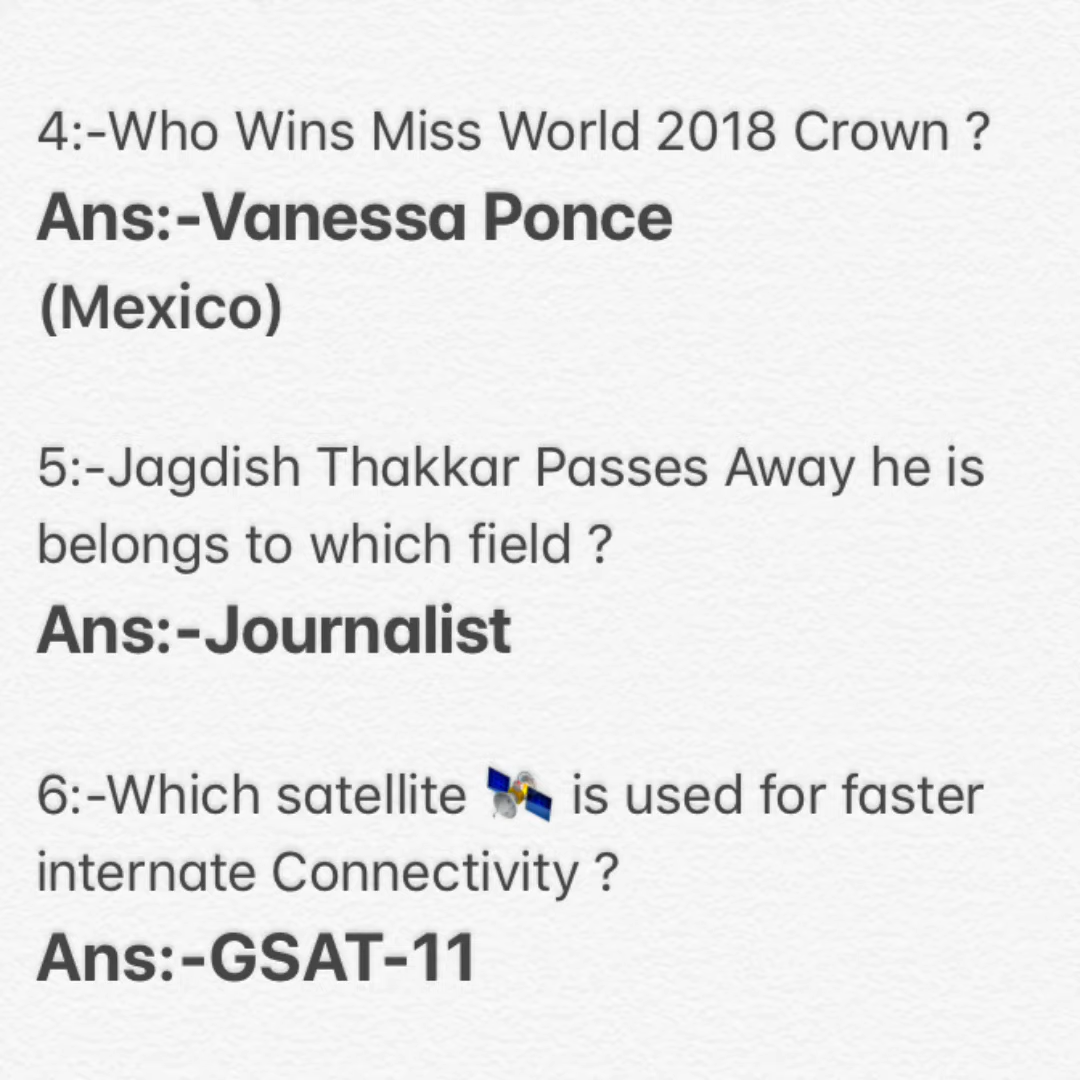 4:-Who Wins Miss World 2018 Crown ?
Ans:-Vanessa Ponce
(Mexico)
5:-Jagdish Thakkar Passes Away he is
belongs to which field ?
Ans:-Journalist
6:-Which satellite 🛰 is used for faster
internate Connectivity ?
Ans:-GSAT-11